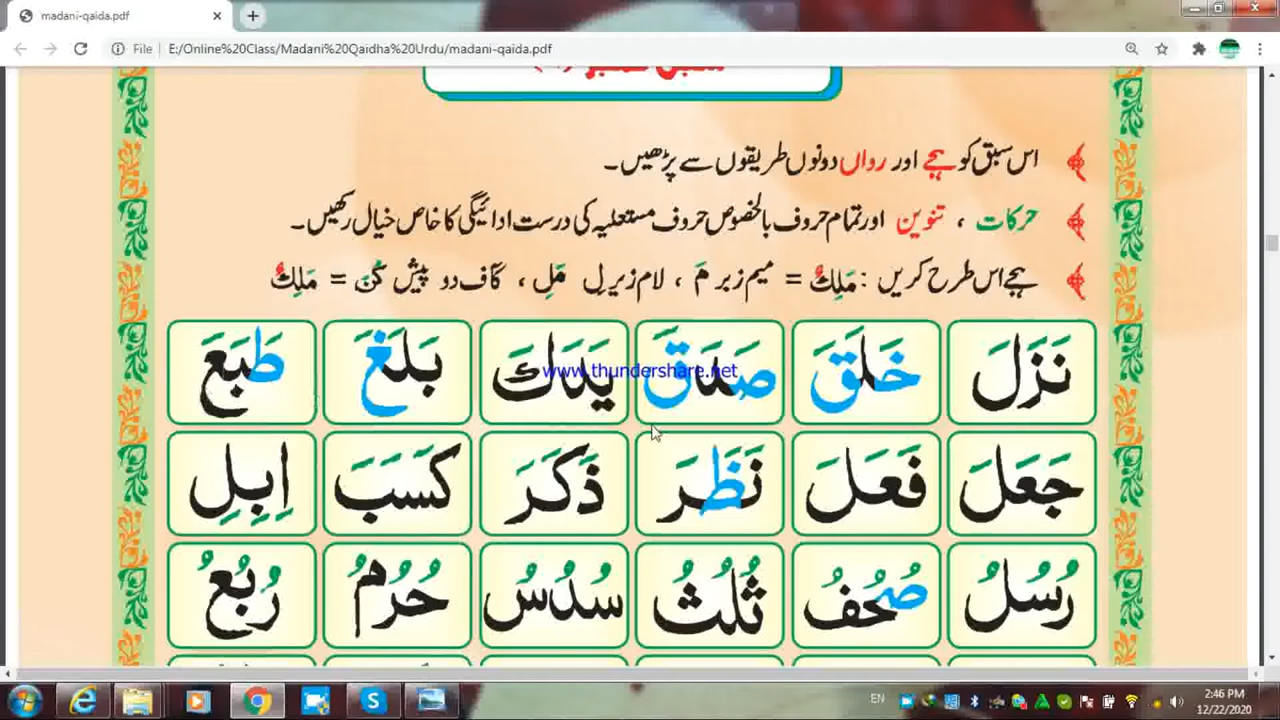 madani-qaida.pdf
File E:/Online%20Class/Madani%20Qaidha%20Urdu/madani-qaida.pdf
اس سبق کو ہجے اور رواں دونوں طریقوں سے پڑھیں۔
حرکات ، تنوین اور تمام حروف بالخصوص حروف مستعلیہ کی درست ادائیگی کا خاص خیال رکھیں۔
ہجے اس طرح کریں : مَلِكٌ = میم زبر مَ ، لام زیر لِ مَلِ ، کاف دو پیش كٌ = مَلِكٌ
نَزَلَ خَلَقَ صَدَقَ يَدَكَ بَلَغَ طَبَعَ
www.thundershare.net
جَعَلَ فَعَلَ نَظَرَ ذَكَرَ كَسَبَ اِبِلِ
رُسُلُ صُحُفُ ثُلُثُ سُدُسُ حُرُمُ رُبُعُ
EN 2:46 PM
12/22/2020